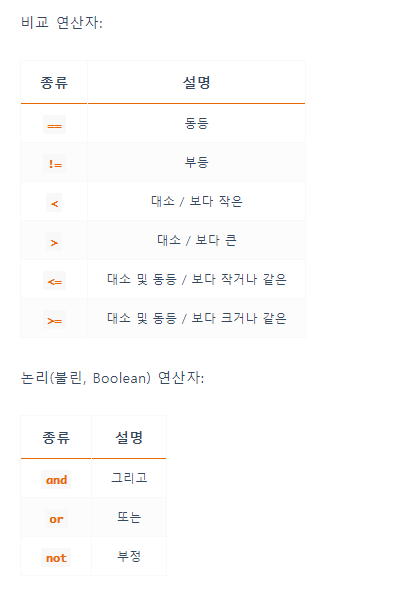 비교 연산자:
종류 설명
== 동등
!= 부등
< 대소 / 보다 작은
> 대소 / 보다 큰
<= 대소 및 동등 / 보다 작거나 같은
>= 대소 및 동등 / 보다 크거나 같은
논리(불린, Boolean) 연산자:
종류 설명
and 그리고
or 또는
not 부정